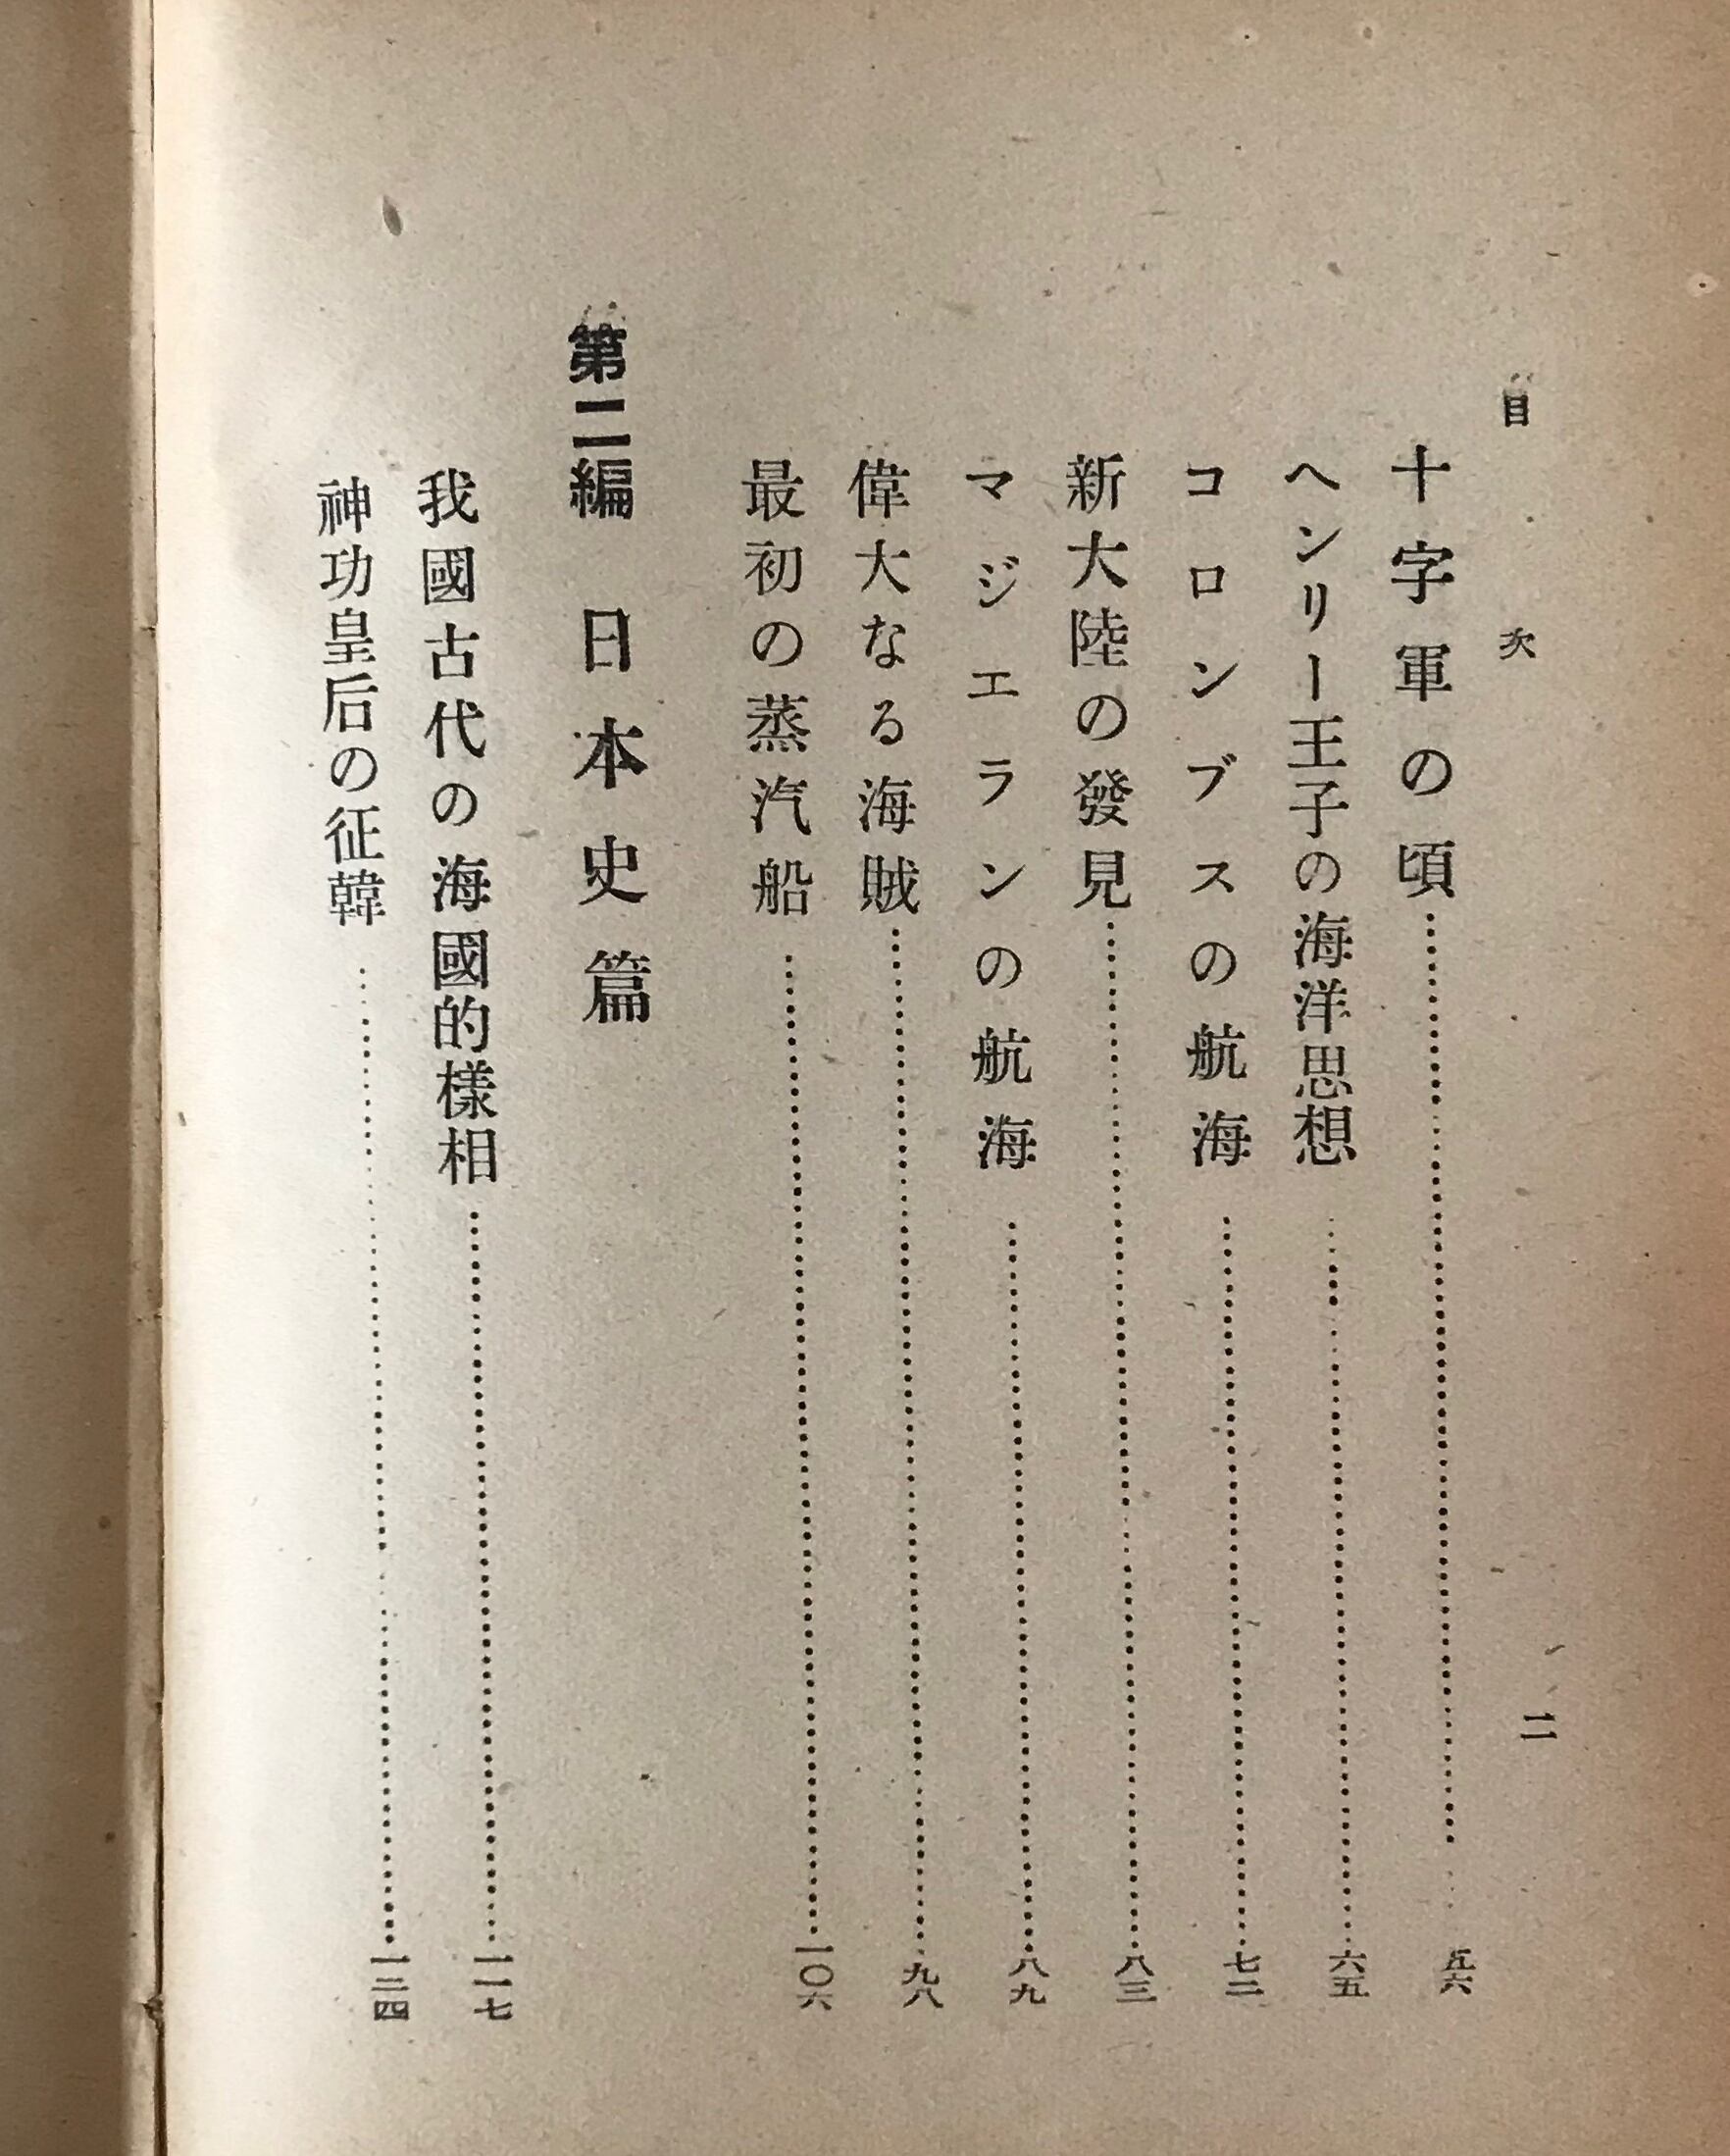 目次 二
十字軍の頃……五六
ヘンリー王子の海洋思想……六五
コロンブスの航海……七二
新大陸の發見……八三
マジエランの航海……八九
偉大なる海賊……九八
最初の蒸汽船……一〇六
第二編 日本史篇
我國古代の海國的樣相……一一七
神功皇后の征韓……一二四